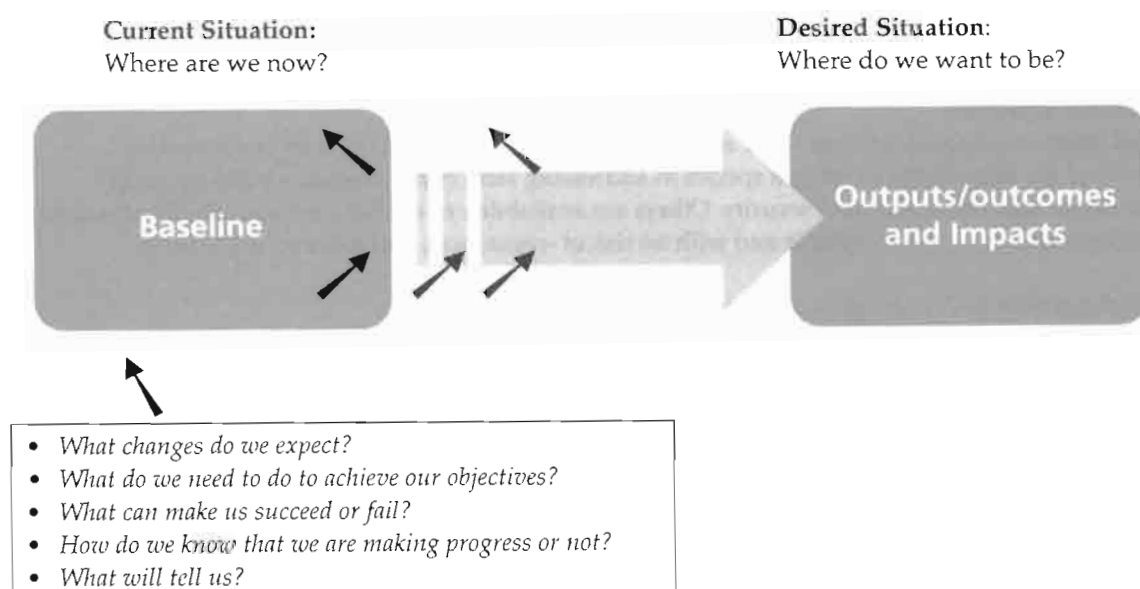 Current Situation:
Where are we now?
Desired Situation:
Where do we want to be?
Baseline
Outputs/outcomes
and Impacts
• What changes do we expect?
• What do we need to do to achieve our objectives?
• What can make us succeed or fail?
• How do we know that we are making progress or not?
• What will tell us?